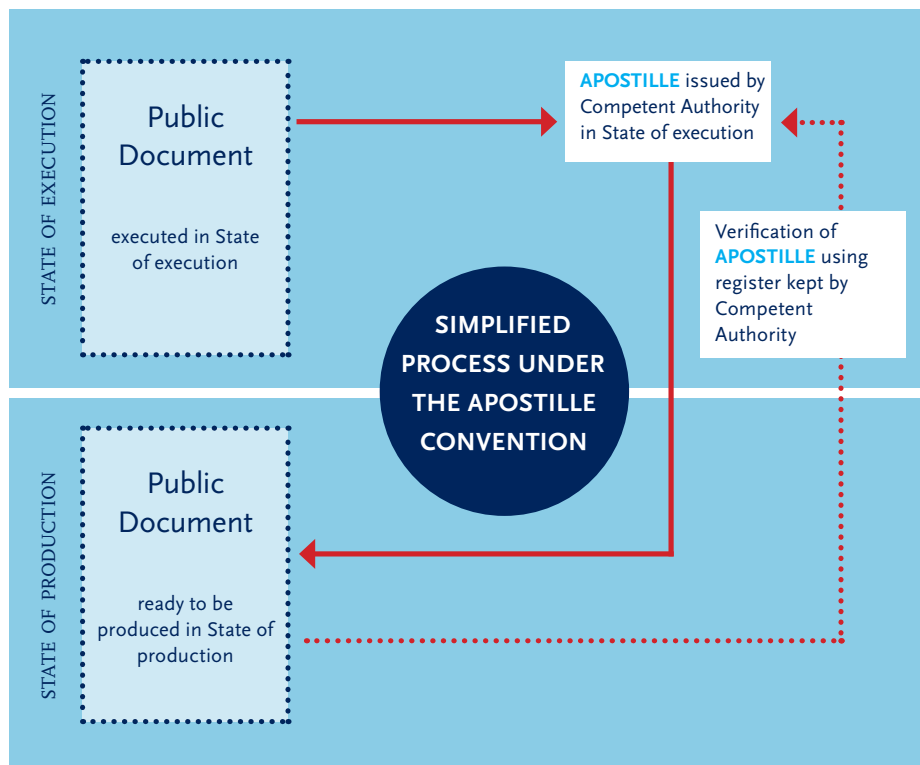 STATE OF EXECUTION
Public
Document
executed in State
of execution
APOSTILLE issued by
Competent Authority
in State of execution
Verification of
APOSTILLE using
register kept by
Competent
Authority
SIMPLIFIED
PROCESS UNDER
THE APOSTILLE
CONVENTION
STATE OF PRODUCTION
Public
Document
ready to be
produced in State of
production